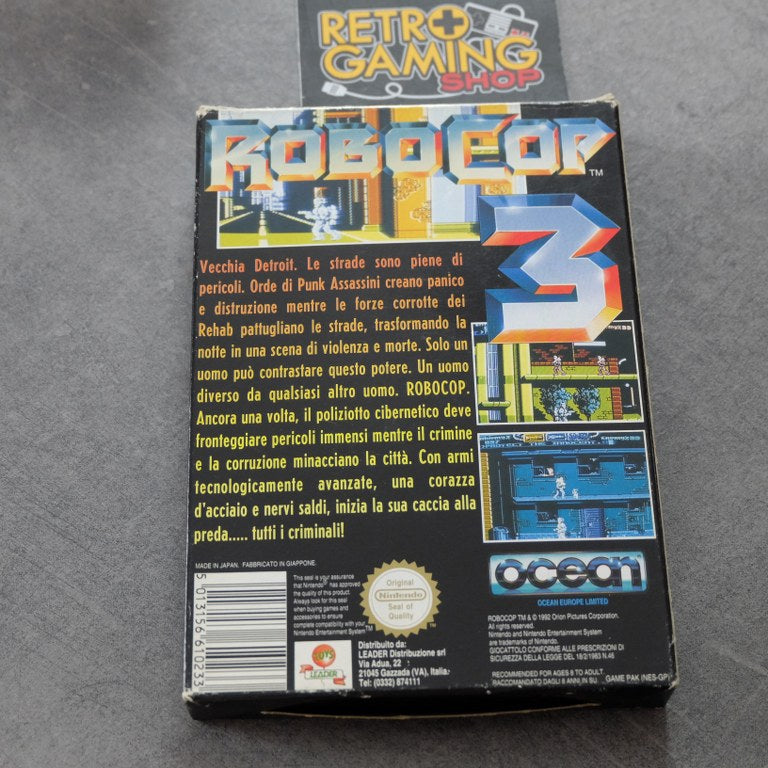 RETRO
GAMING
SHOP
ROBOCOP™
3
Vecchia Detroit. Le strade sono piene di
pericoli. Orde di Punk Assassini creano panico
e distruzione mentre le forze corrotte dei
Rehab pattugliano le strade, trasformando la
notte in una scena di violenza e morte. Solo un
uomo può contrastare questo potere. Un uomo
diverso da qualsiasi altro uomo. ROBOCOP.
Ancora una volta, il poliziotto cibernetico deve
fronteggiare pericoli immensi mentre il crimine
e la corruzione minacciano la città. Con armi
tecnologicamente avanzate, una corazza
d'acciaio e nervi saldi, inizia la sua caccia alla
preda..... tutti i criminali!
MADE IN JAPAN. FABBRICATO IN GIAPPONE.
5 013156 610233
This seal is your assurance
that Nintendo® has approved
the quality of this product.
Always look for this seal
when buying games and
accessories to ensure
complete compatibility with your
Nintendo Entertainment System.™
Original
Nintendo
Seal of
Quality
™
LEADER
Distribuito da:
LEADER Distribuzione srl
Via Adua, 22
21045 Gazzada (VA), Italia.
Tel: (0332) 874111
ocean
OCEAN EUROPE LIMITED
ROBOCOP TM & © 1992 Orion Pictures Corporation.
All rights reserved.
Nintendo and Nintendo Entertainment System
are trademarks of Nintendo.
GIOCATTOLO CONFORME ALLE PRESCRIZIONI DI
SICUREZZA DELLA LEGGE DEL 18/2/1983 N.46
RECOMMENDED FOR AGES 8 TO ADULT
RACCOMANDATO DAGLI 8 ANNI IN SU
GAME PAK (NES-GP)